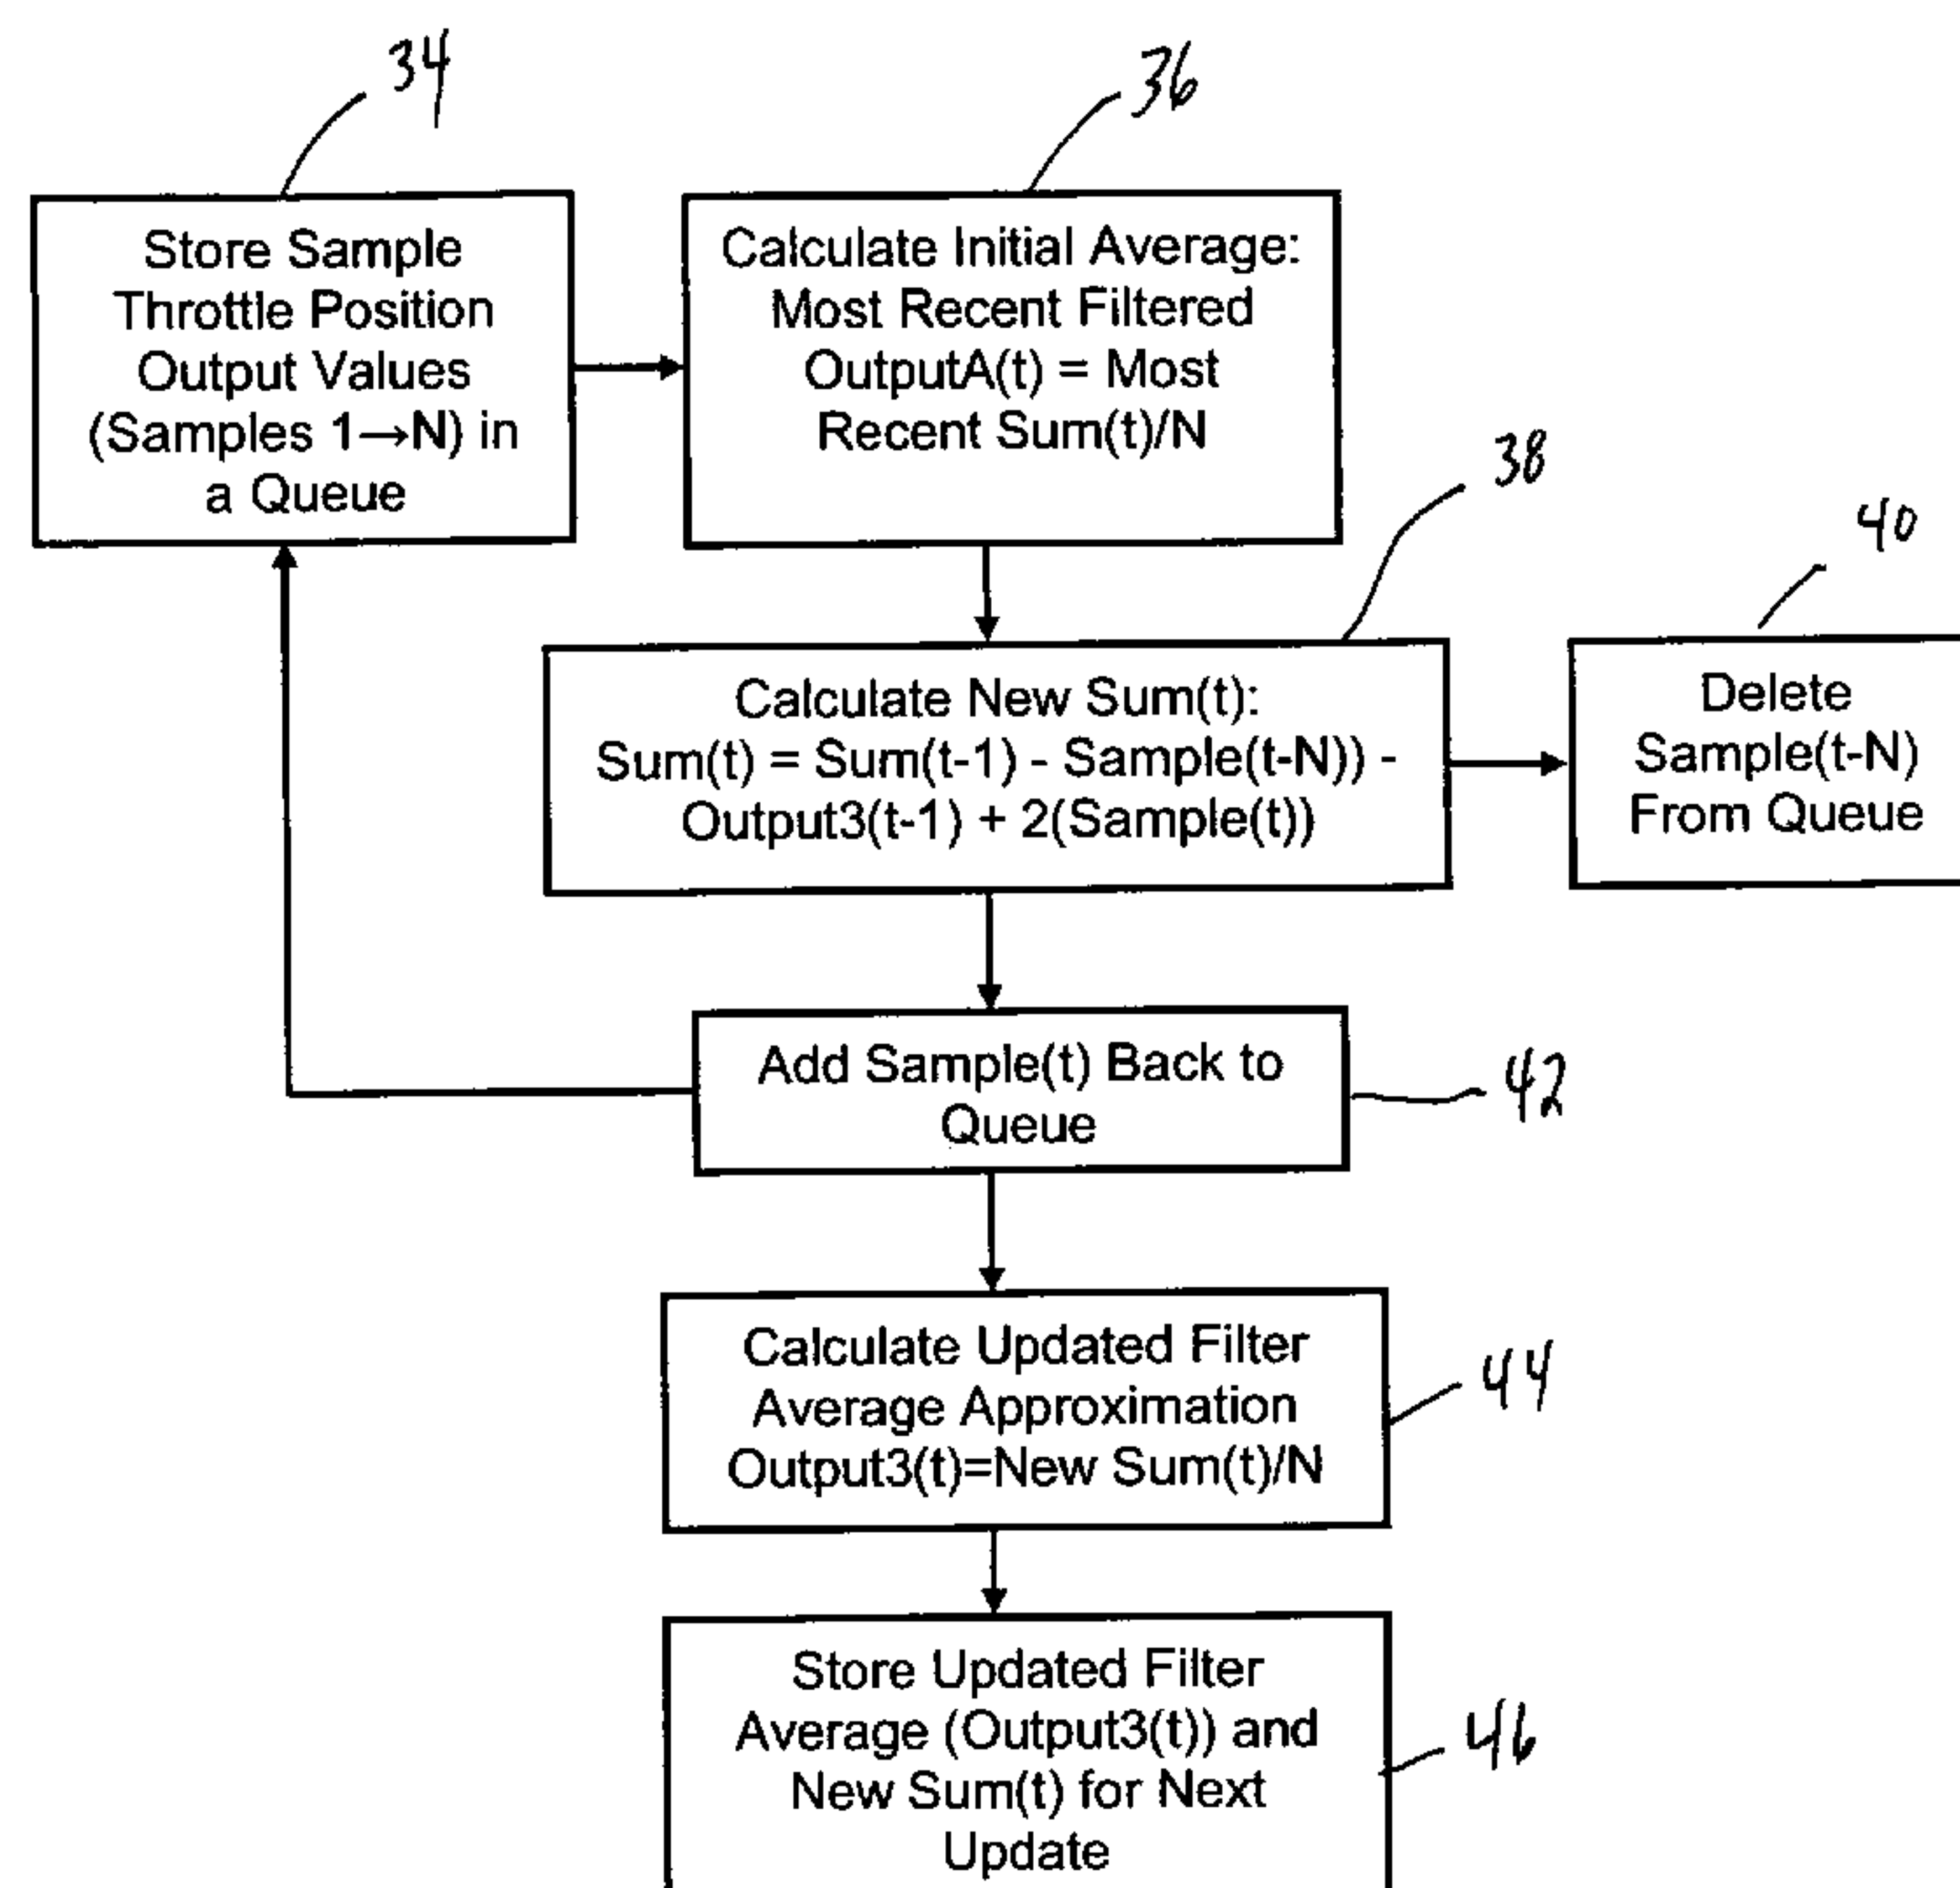 34
36
Store Sample
Throttle Position
Output Values
(Samples 1→N) in
a Queue
Calculate Initial Average:
Most Recent Filtered
OutputA(t) = Most
Recent Sum(t)/N
38
40
Calculate New Sum(t):
Sum(t) = Sum(t-1) - Sample(t-N)) -
Output3(t-1) + 2(Sample(t))
Delete
Sample(t-N)
From Queue
Add Sample(t) Back to
Queue
42
Calculate Updated Filter
Average Approximation
Output3(t)=New Sum(t)/N
44
Store Updated Filter
Average (Output3(t)) and
New Sum(t) for Next
Update
46